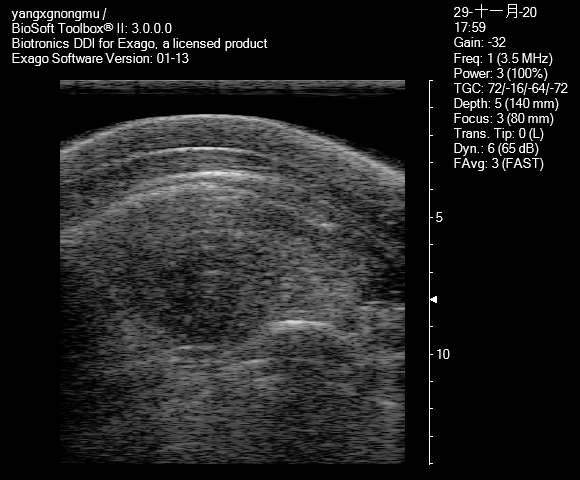 yangxgnongmu /
BioSoft Toolbox® II: 3.0.0.0
Biotronics DDI for Exago, a licensed product
Exago Software Version: 01-13
29-十一月-20
17:59
Gain: -32
Freq: 1 (3.5 MHz)
Power: 3 (100%)
TGC: 72/-16/-64/-72
Depth: 5 (140 mm)
Focus: 3 (80 mm)
Trans. Tip: 0 (L)
Dyn.: 6 (65 dB)
FAvg: 3 (FAST)
5
10